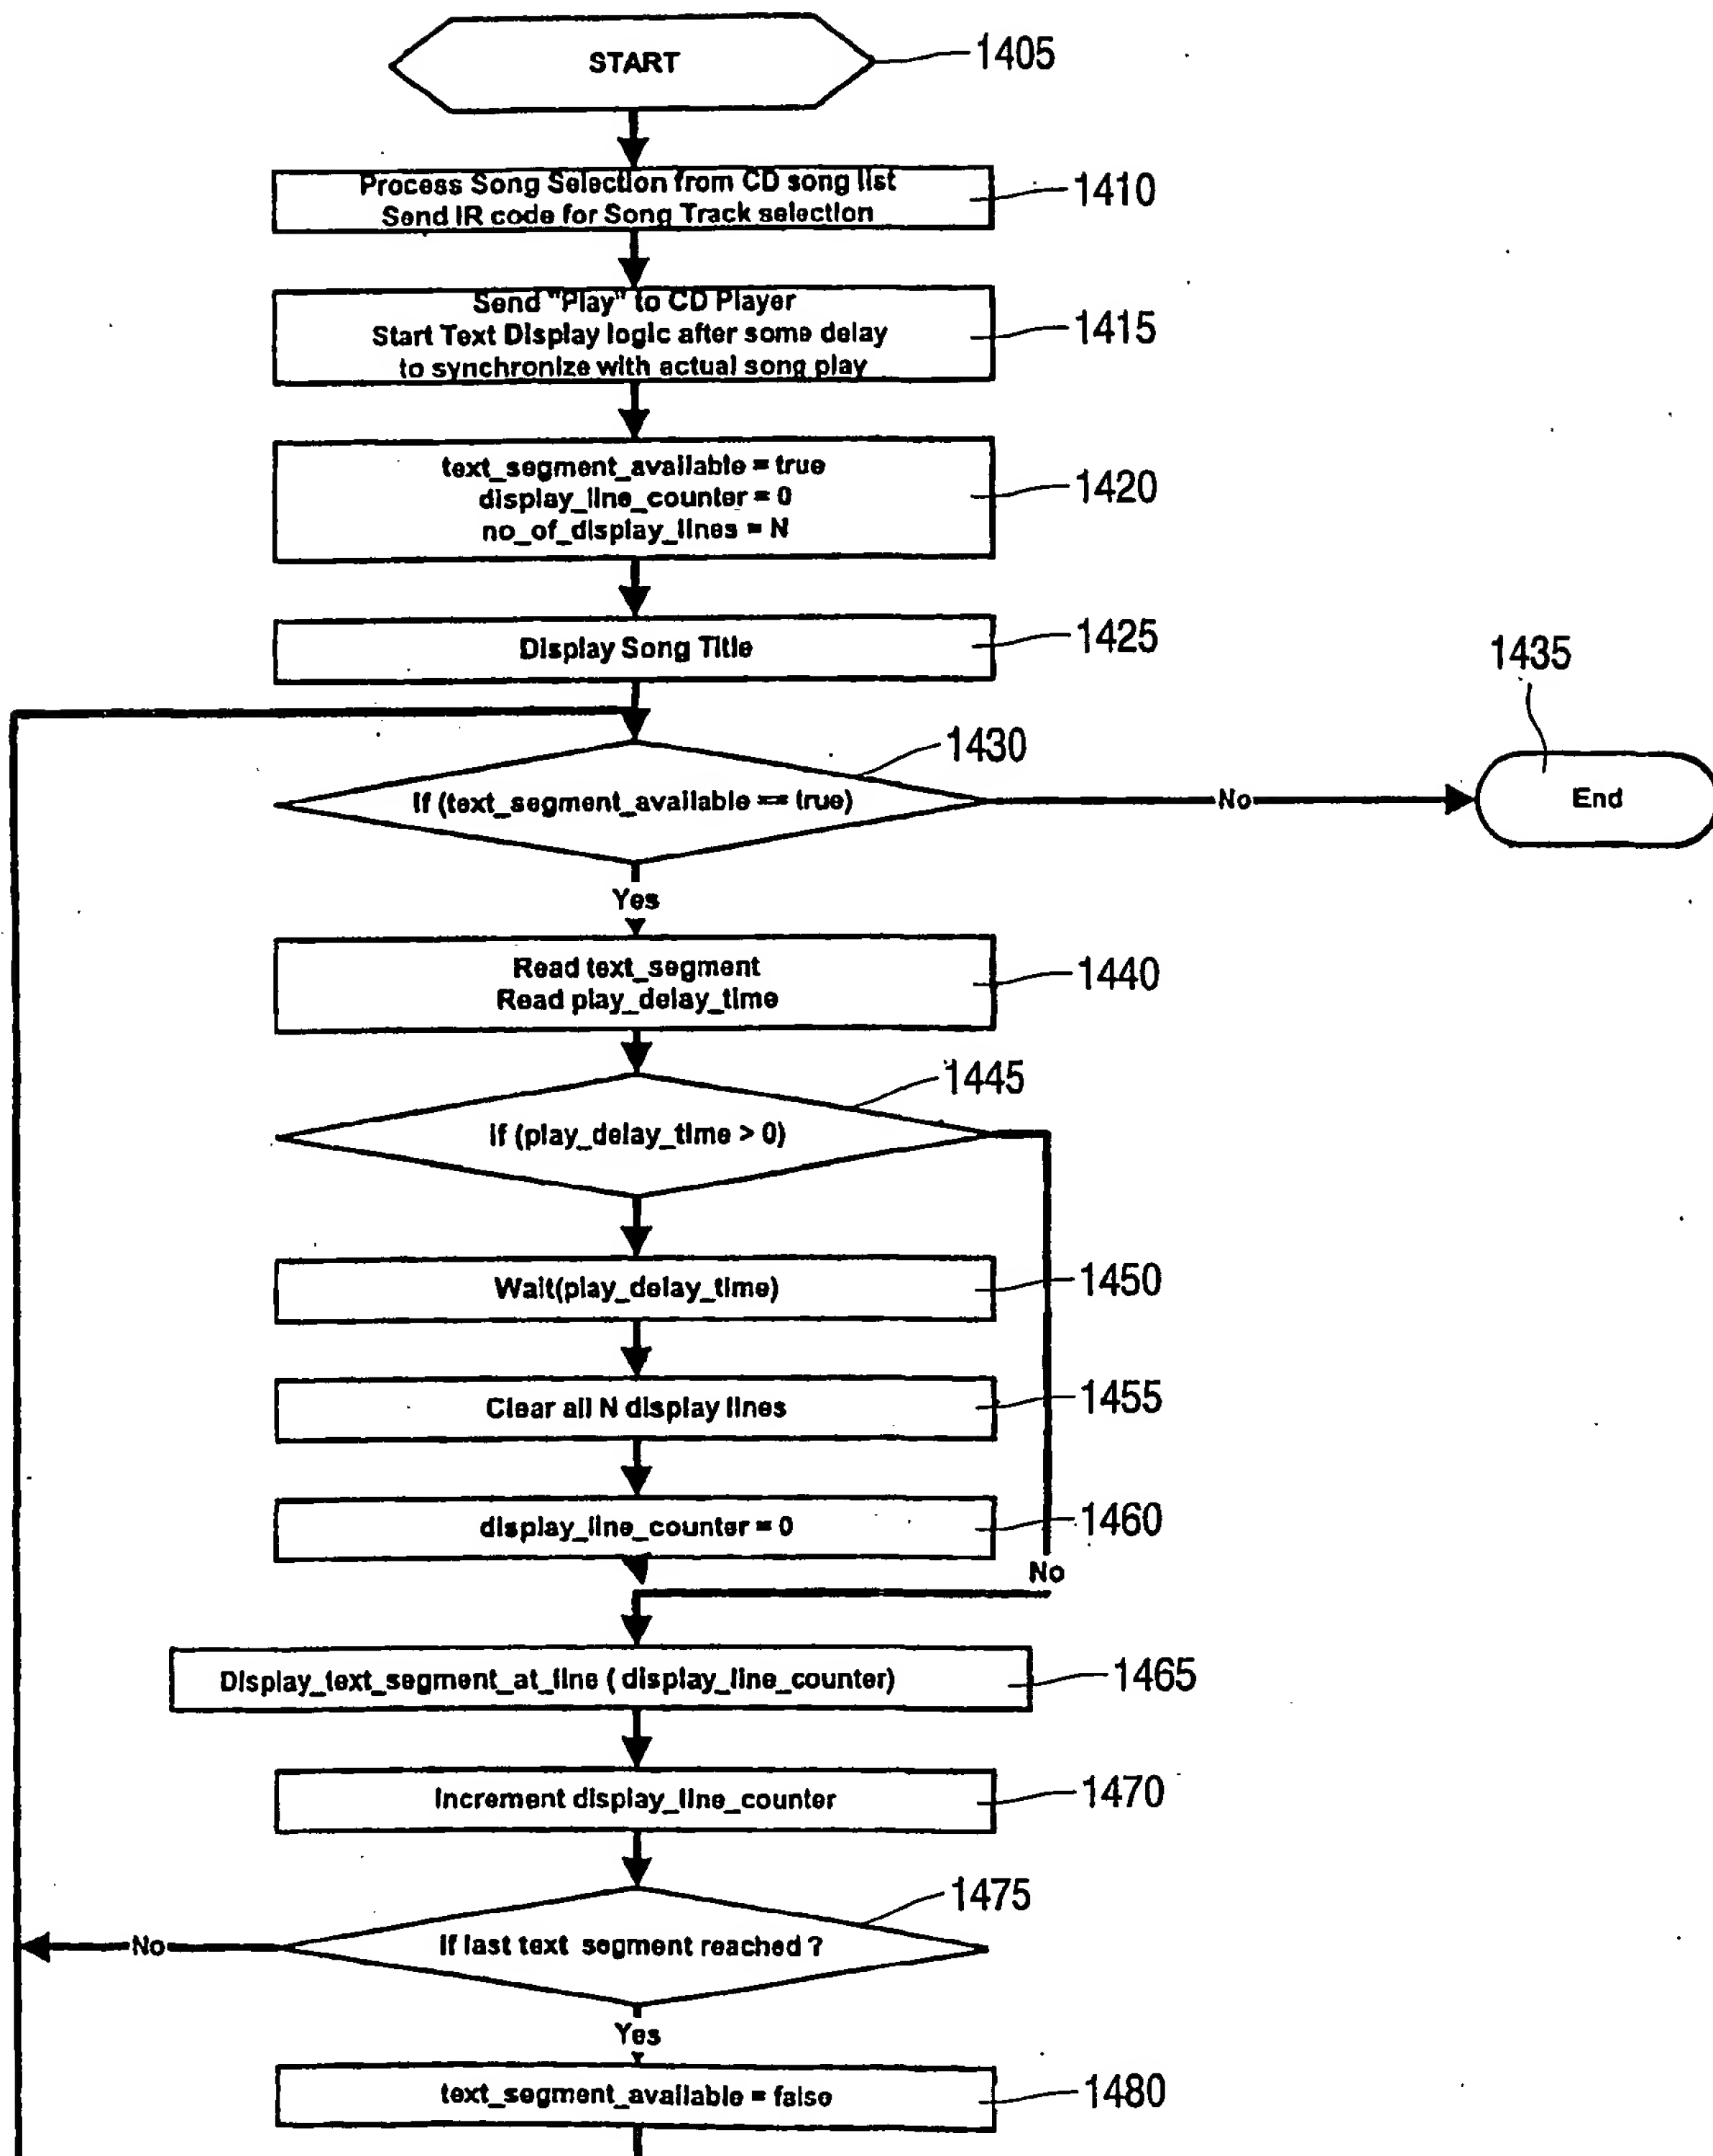 START
1405
Process Song Selection from CD song list
Send IR code for Song Track selection
1410
Send "Play" to CD Player
Start Text Display logic after some delay
to synchronize with actual song play
1415
text_segment_available = true
display_line_counter = 0
no_of_display_lines = N
1420
Display Song Title
1425
1435
1430
If (text_segment_available == true)
No
End
Yes
Read text_segment
Read play_delay_time
1440
1445
If (play_delay_time > 0)
Wait(play_delay_time)
1450
Clear all N display lines
1455
display_line_counter = 0
1460
No
Display_text_segment_at_line ( display_line_counter)
1465
Increment display_line_counter
1470
1475
No
If last text segment reached ?
Yes
text_segment_available = false
1480